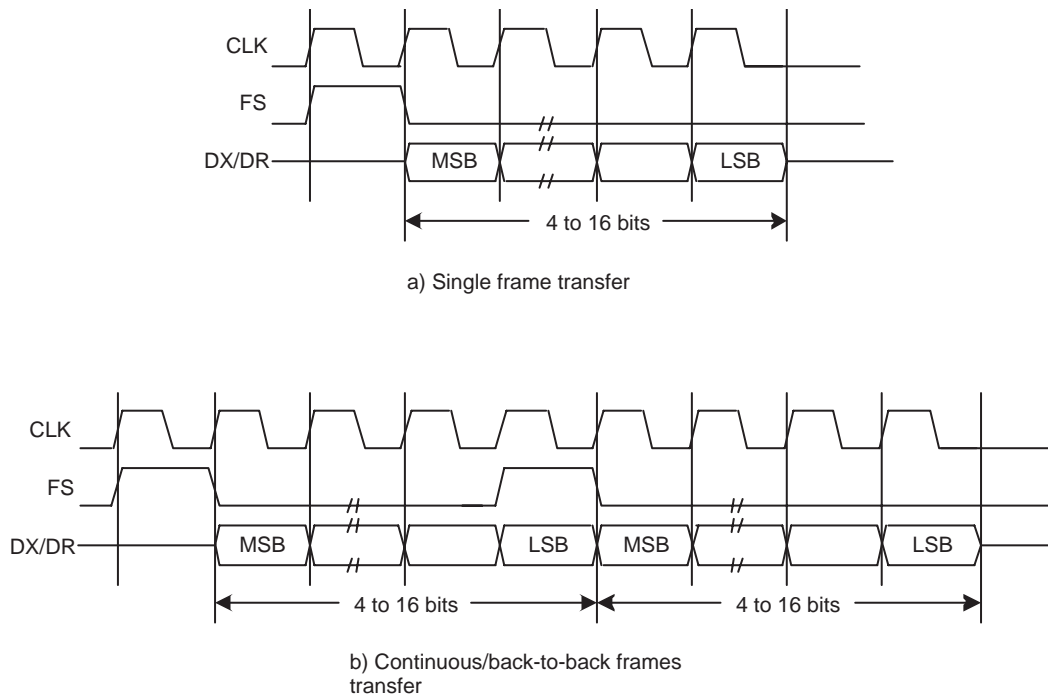 CLK
FS
DX/DR
MSB
LSB
4 to 16 bits
a) Single frame transfer
CLK
FS
DX/DR
MSB
LSB
MSB
LSB
4 to 16 bits
4 to 16 bits
b) Continuous/back-to-back frames
transfer